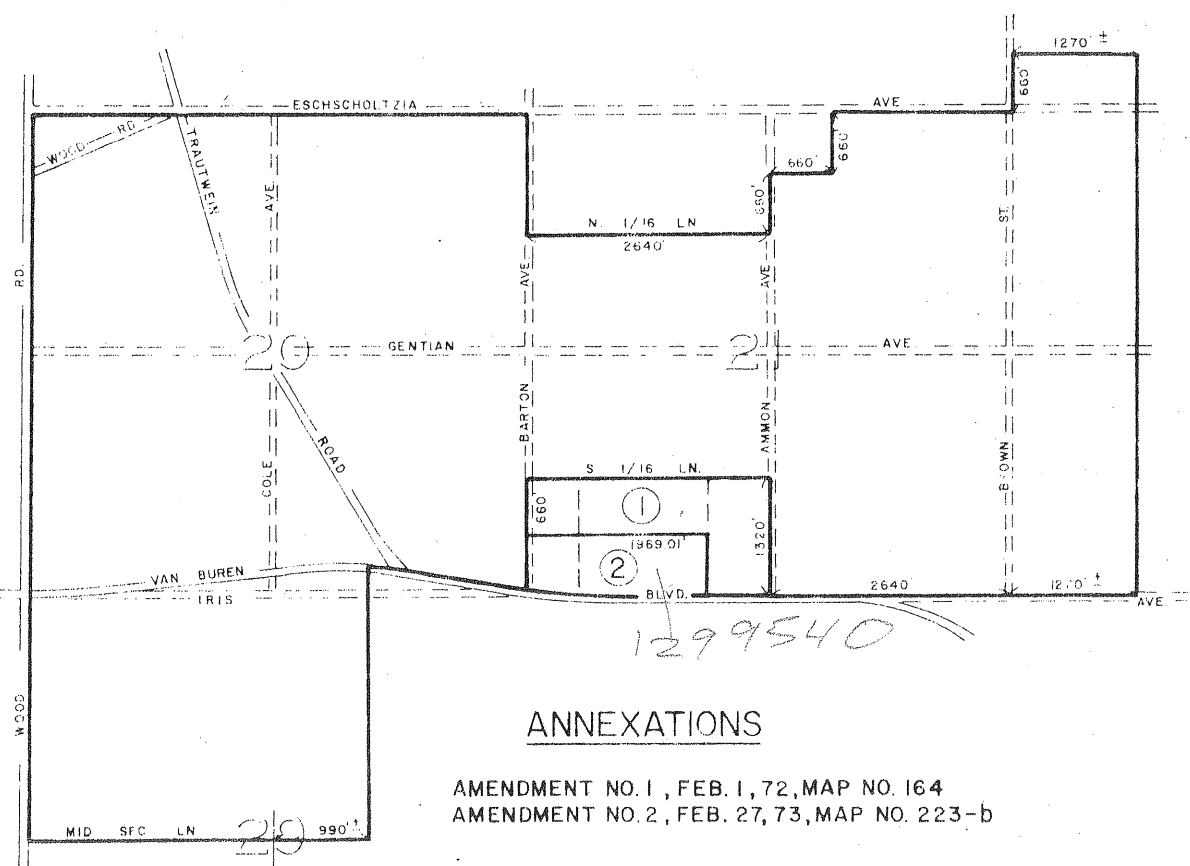 1270' ±
660'
ESCHSCHOLTZIA AVE
WOOD RD.
TRAUTWEIN
AVE.
660'
660'
660'
N. 1/16 LN
2640'
ST.
RD.
AVE.
AVE.
GENTIAN AVE.
20
21
BARTON
AMMON
ROAD
COLE
BROWN
S 1/16 LN.
660'
1
1320'
1969.01'
2
VAN BUREN BLVD.
IRIS AVE.
2640'
1270' ±
1299540
WOOD
ANNEXATIONS
AMENDMENT NO. 1, FEB. 1, 72, MAP NO. 164
AMENDMENT NO. 2, FEB. 27, 73, MAP NO. 223-b
MID SEC LN
29
990' ±